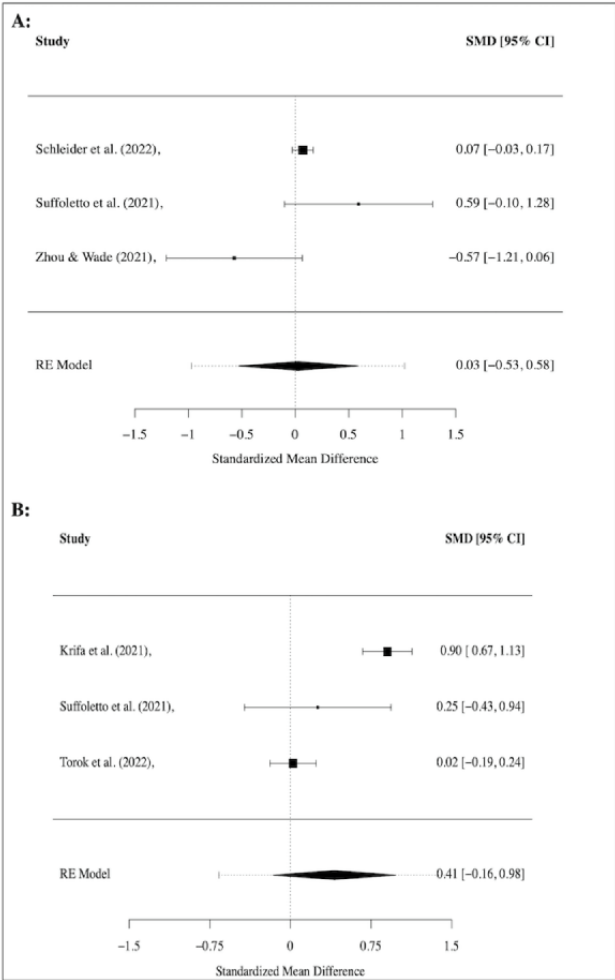 A:
Study SMD [95% CI]
Schleider et al. (2022), 0.07 [−0.03, 0.17]
Suffoletto et al. (2021), 0.59 [−0.10, 1.28]
Zhou & Wade (2021), −0.57 [−1.21, 0.06]
RE Model 0.03 [−0.53, 0.58]
−1.5 −1 −0.5 0 0.5 1 1.5
Standardized Mean Difference
B:
Study SMD [95% CI]
Krifa et al. (2021), 0.90 [ 0.67, 1.13]
Suffoletto et al. (2021), 0.25 [−0.43, 0.94]
Torok et al. (2022), 0.02 [−0.19, 0.24]
RE Model 0.41 [−0.16, 0.98]
−1.5 −0.75 0 0.75 1.5
Standardized Mean Difference